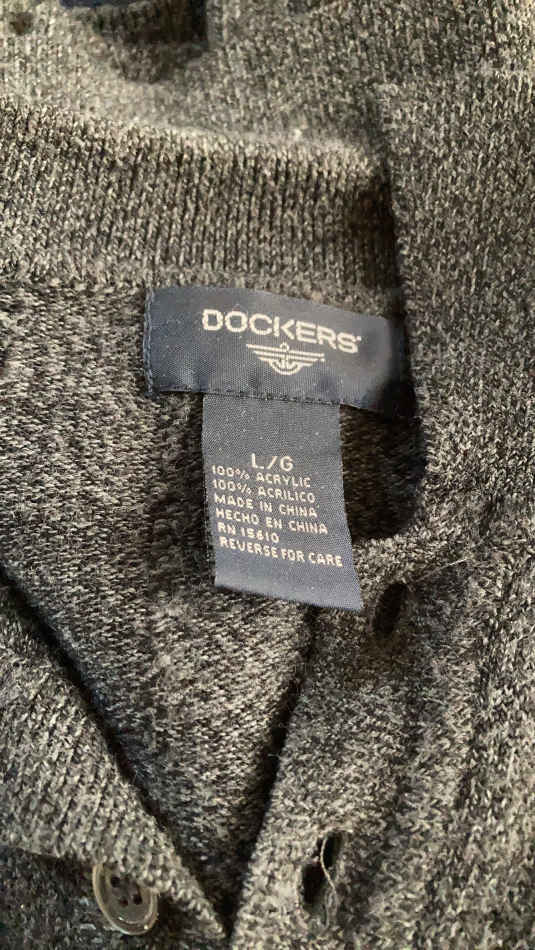 DOCKERS
L/G
100% ACRYLIC
100% ACRILICO
MADE IN CHINA
HECHO EN CHINA
RN 15610
REVERSE FOR CARE